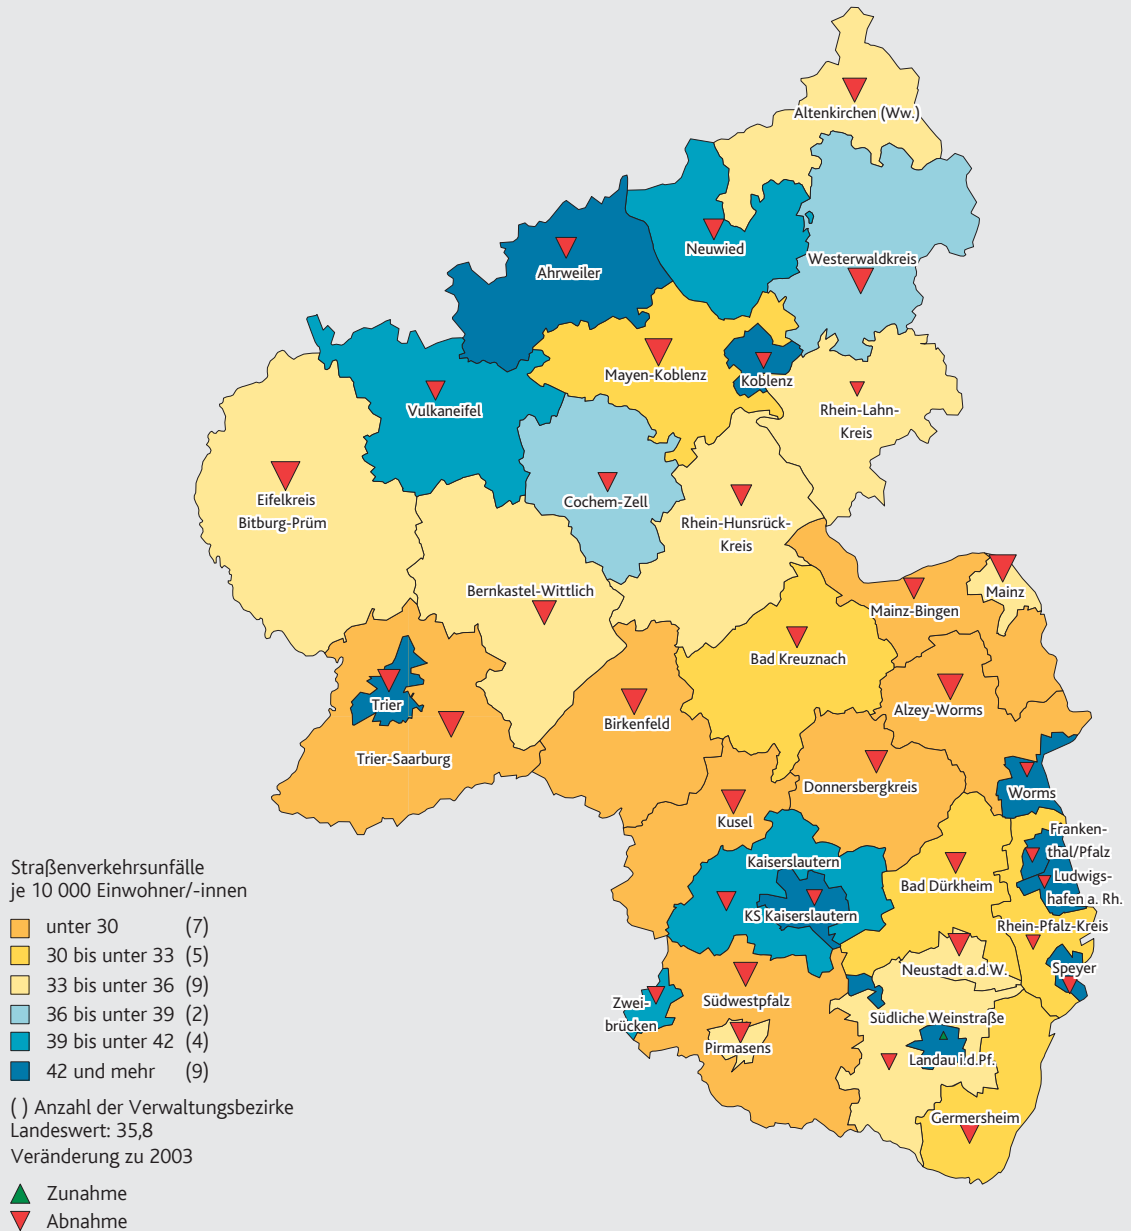 Altenkirchen (Ww.)
Neuwied
Westerwaldkreis
Ahrweiler
Mayen-Koblenz
Koblenz
Vulkaneifel
Rhein-Lahn-
Kreis
Eifelkreis
Bitburg-Prüm
Cochem-Zell
Rhein-Hunsrück-
Kreis
Bernkastel-Wittlich
Mainz
Mainz-Bingen
Bad Kreuznach
Trier
Alzey-Worms
Birkenfeld
Trier-Saarburg
Donnersbergkreis
Worms
Kusel
Franken-
thal/Pfalz
Kaiserslautern
Ludwigs-
hafen a. Rh.
Bad Dürkheim
KS Kaiserslautern
Rhein-Pfalz-Kreis
Neustadt a.d.W.
Speyer
Südwestpfalz
Zwei-
brücken
Südliche Weinstraße
Pirmasens
Landau i.d.Pf.
Germersheim
Straßenverkehrsunfälle
je 10 000 Einwohner/-innen
unter 30 (7)
30 bis unter 33 (5)
33 bis unter 36 (9)
36 bis unter 39 (2)
39 bis unter 42 (4)
42 und mehr (9)
( ) Anzahl der Verwaltungsbezirke
Landeswert: 35,8
Veränderung zu 2003
Zunahme
Abnahme